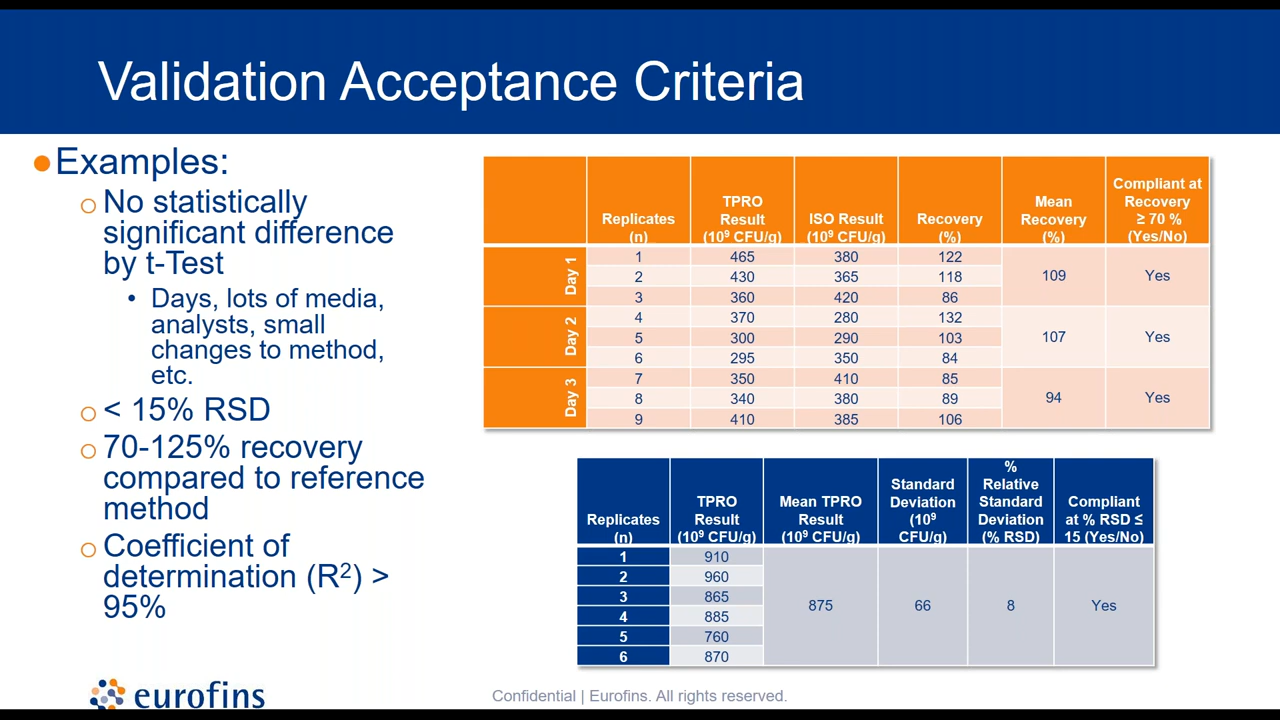 Validation Acceptance Criteria
●Examples:
○ No statistically
significant difference
by t-Test
• Days, lots of media,
analysts, small
changes to method,
etc.
○ < 15% RSD
○ 70-125% recovery
compared to reference
method
○ Coefficient of
determination (R²) >
95%
Replicates (n) TPRO Result (10⁹ CFU/g) ISO Result (10⁹ CFU/g) Recovery (%) Mean Recovery (%) Compliant at Recovery ≥ 70 % (Yes/No)
Day 1
1 465 380 122
2 430 365 118 109 Yes
3 360 420 86
Day 2
4 370 280 132
5 300 290 103 107 Yes
6 295 350 84
Day 3
7 350 410 85
8 340 380 89 94 Yes
9 410 385 106
Replicates (n) TPRO Result (10⁹ CFU/g) Mean TPRO Result (10⁹ CFU/g) Standard Deviation (10⁹ CFU/g) % Relative Standard Deviation (% RSD) Compliant at % RSD ≤ 15 (Yes/No)
1 910
2 960
3 865 875 66 8 Yes
4 885
5 760
6 870
eurofins
Confidential | Eurofins. All rights reserved.